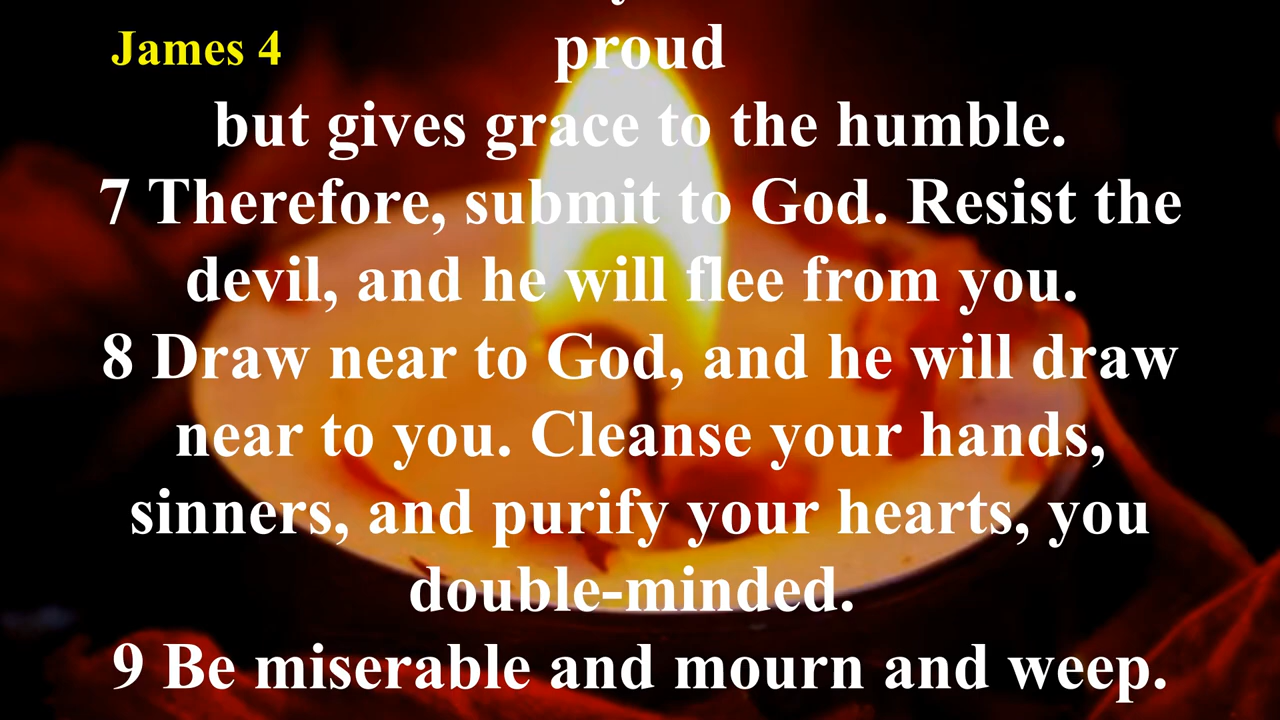 James 4
proud
but gives grace to the humble.
7 Therefore, submit to God. Resist the
devil, and he will flee from you.
8 Draw near to God, and he will draw
near to you. Cleanse your hands,
sinners, and purify your hearts, you
double-minded.
9 Be miserable and mourn and weep.